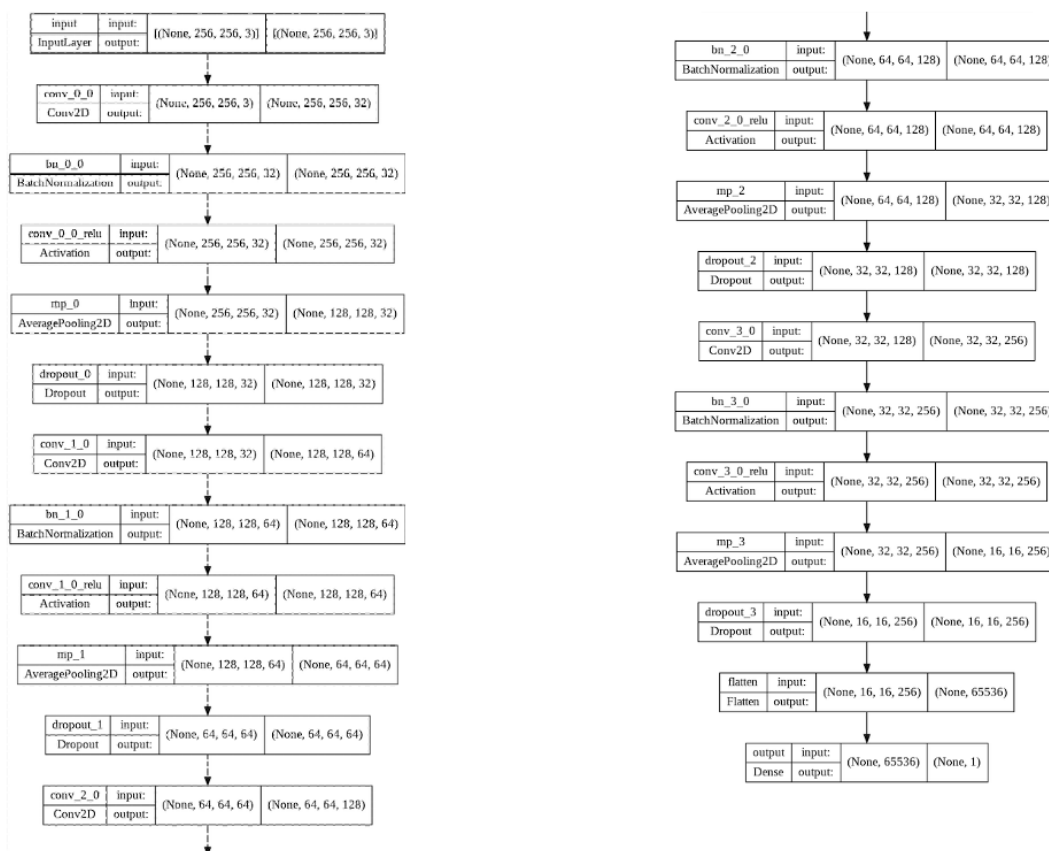 input input: [(None, 256, 256, 3)] [(None, 256, 256, 3)]
InputLayer output:
conv_0_0 input: (None, 256, 256, 3) (None, 256, 256, 32)
Conv2D output:
bn_0_0 input: (None, 256, 256, 32) (None, 256, 256, 32)
BatchNormalization output:
conv_0_0_relu input: (None, 256, 256, 32) (None, 256, 256, 32)
Activation output:
mp_0 input: (None, 256, 256, 32) (None, 128, 128, 32)
AveragePooling2D output:
dropout_0 input: (None, 128, 128, 32) (None, 128, 128, 32)
Dropout output:
conv_1_0 input: (None, 128, 128, 32) (None, 128, 128, 64)
Conv2D output:
bn_1_0 input: (None, 128, 128, 64) (None, 128, 128, 64)
BatchNormalization output:
conv_1_0_relu input: (None, 128, 128, 64) (None, 128, 128, 64)
Activation output:
mp_1 input: (None, 128, 128, 64) (None, 64, 64, 64)
AveragePooling2D output:
dropout_1 input: (None, 64, 64, 64) (None, 64, 64, 64)
Dropout output:
conv_2_0 input: (None, 64, 64, 64) (None, 64, 64, 128)
Conv2D output:
bn_2_0 input: (None, 64, 64, 128) (None, 64, 64, 128)
BatchNormalization output:
conv_2_0_relu input: (None, 64, 64, 128) (None, 64, 64, 128)
Activation output:
mp_2 input: (None, 64, 64, 128) (None, 32, 32, 128)
AveragePooling2D output:
dropout_2 input: (None, 32, 32, 128) (None, 32, 32, 128)
Dropout output:
conv_3_0 input: (None, 32, 32, 128) (None, 32, 32, 256)
Conv2D output:
bn_3_0 input: (None, 32, 32, 256) (None, 32, 32, 256)
BatchNormalization output:
conv_3_0_relu input: (None, 32, 32, 256) (None, 32, 32, 256)
Activation output:
mp_3 input: (None, 32, 32, 256) (None, 16, 16, 256)
AveragePooling2D output:
dropout_3 input: (None, 16, 16, 256) (None, 16, 16, 256)
Dropout output:
flatten input: (None, 16, 16, 256) (None, 65536)
Flatten output:
output input: (None, 65536) (None, 1)
Dense output: